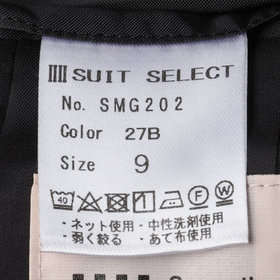 SUIT SELECT
No. SMG202
Color 27B
Size 9
40 F W
・ネット使用・中性洗剤使用
・弱く絞る・あて布使用